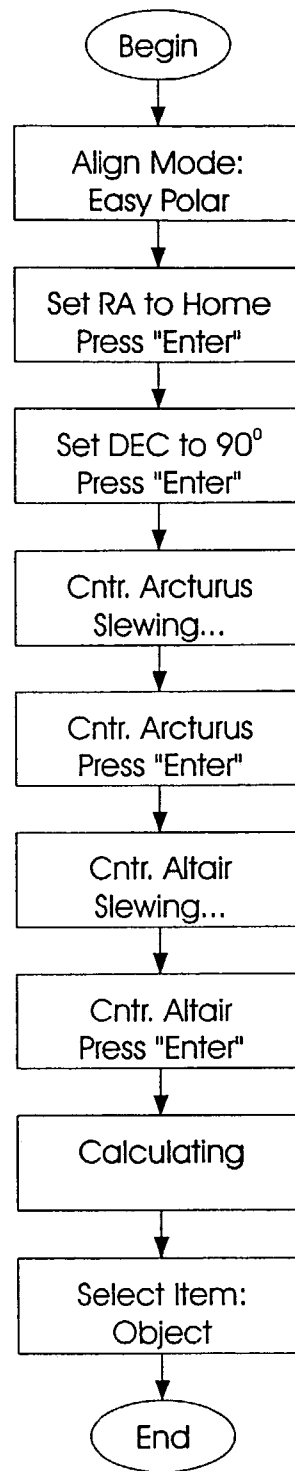 Begin
Align Mode:
Easy Polar
Set RA to Home
Press "Enter"
Set DEC to 90⁰
Press "Enter"
Cntr. Arcturus
Slewing...
Cntr. Arcturus
Press "Enter"
Cntr. Altair
Slewing...
Cntr. Altair
Press "Enter"
Calculating
Select Item:
Object
End